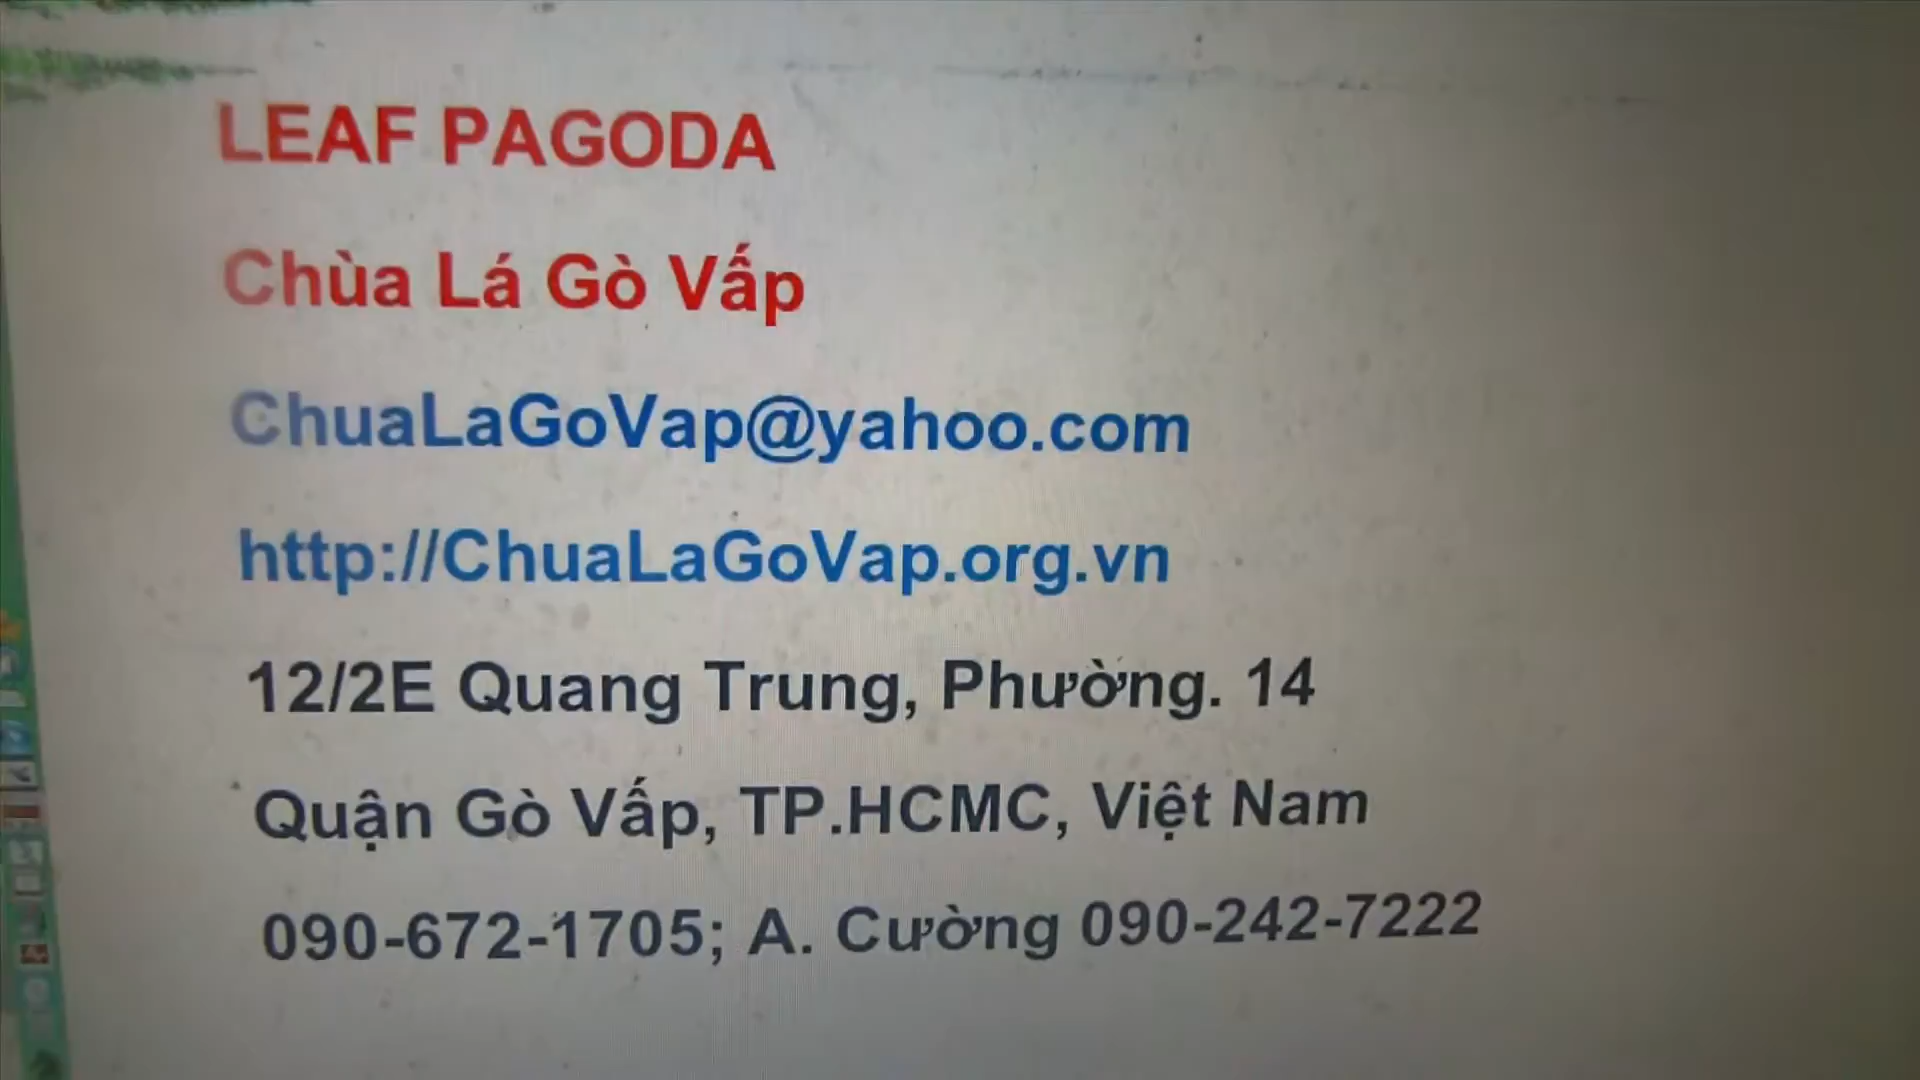 LEAF PAGODA
Chùa Lá Gò Vấp
ChuaLaGoVap@yahoo.com
http://ChuaLaGoVap.org.vn
12/2E Quang Trung, Phường. 14
Quận Gò Vấp, TP.HCMC, Việt Nam
090-672-1705; A. Cường 090-242-7222